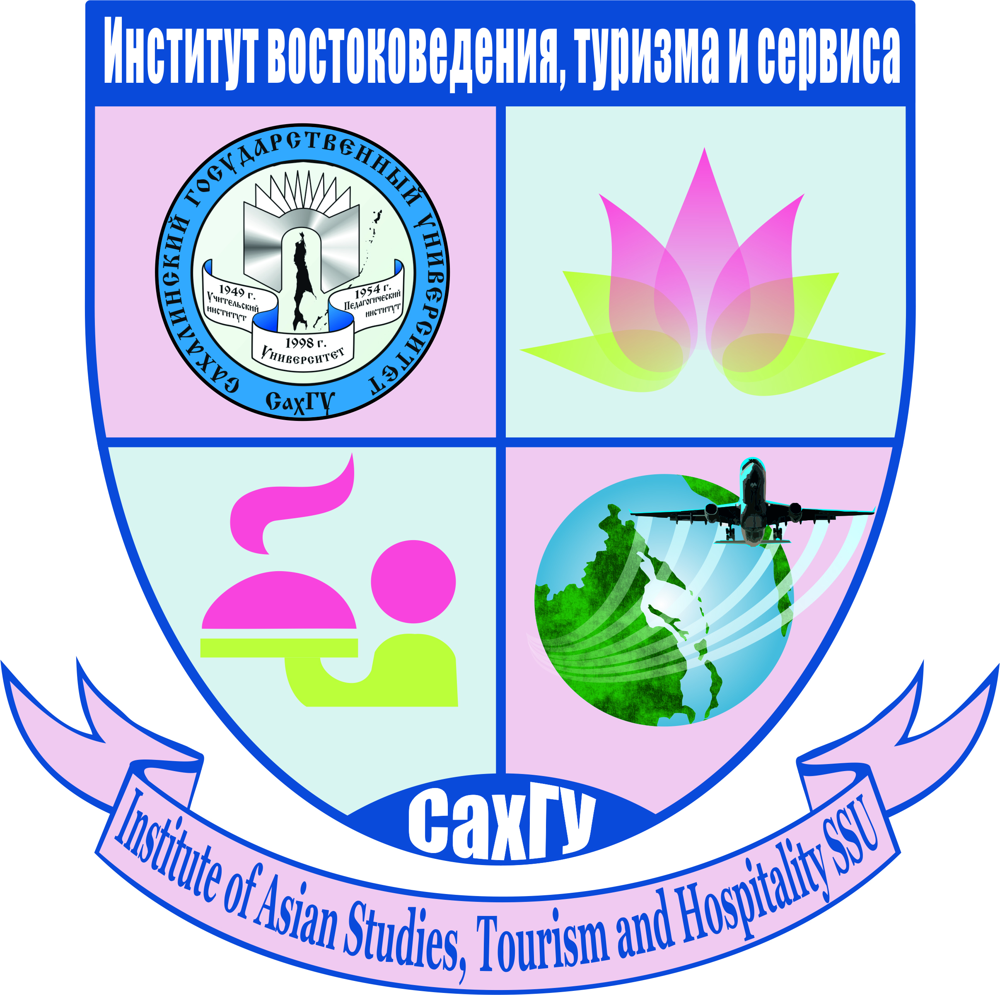 Институт востоковедения, туризма и сервиса
САХАЛИНСКИЙ ГОСУДАРСТВЕННЫЙ УНИВЕРСИТЕТ
1949 г.
Учительский
институт
1954 г.
Педагогический
институт
1998 г.
Университет
СахГУ
СахГУ
Institute of Asian Studies, Tourism and Hospitality SSU